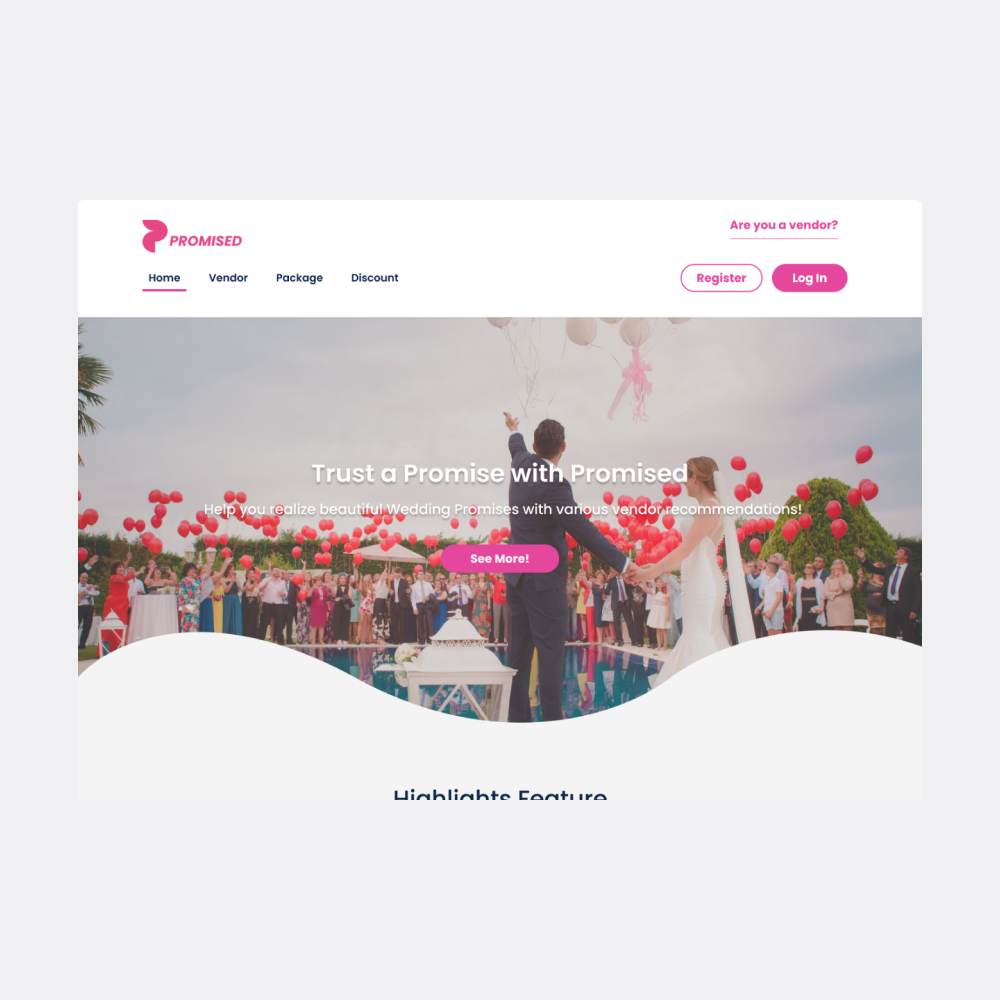 PROMISED
Are you a vendor?
Home Vendor Package Discount
Register Log In
Trust a Promise with Promised
Help you realize beautiful Wedding Promises with various vendor recommendations!
See More!
Highlights Feature